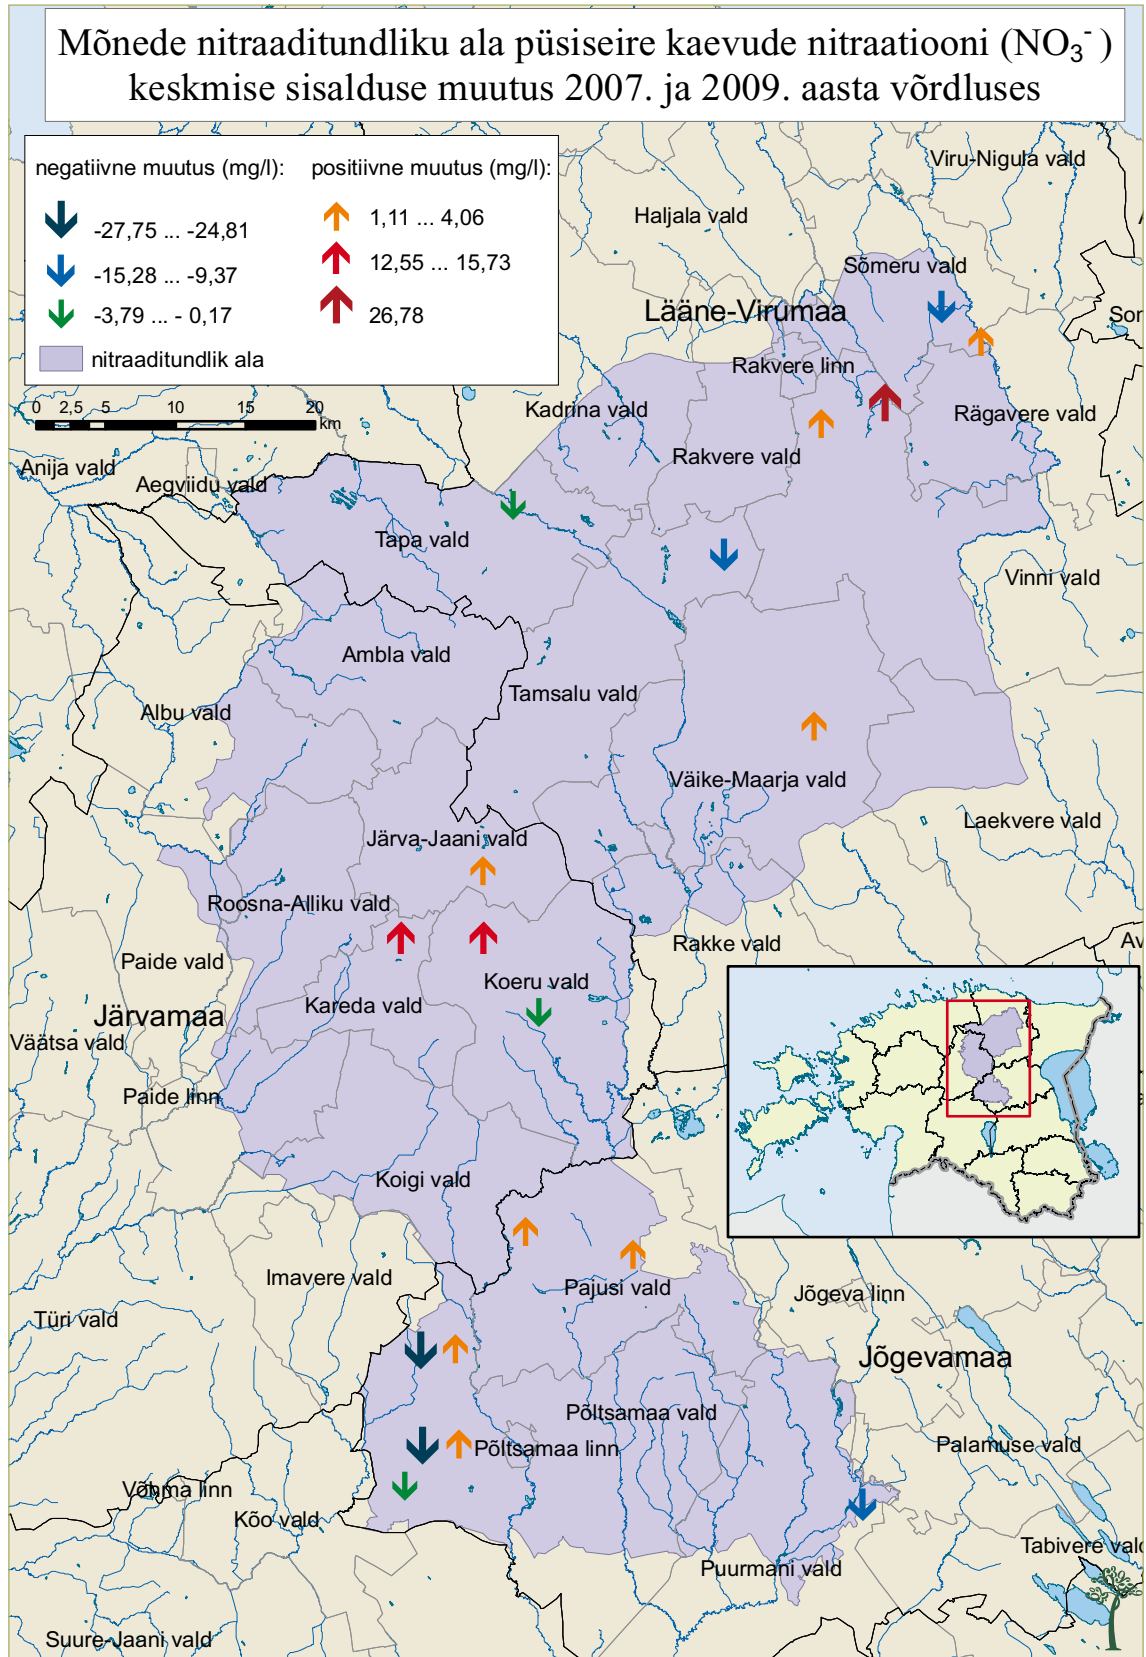 Mõnede nitraaditundliku ala püsiseire kaevude nitraatiooni (NO₃⁻ )
keskmise sisalduse muutus 2007. ja 2009. aasta võrdluses
negatiivne muutus (mg/l):
-27,75 ... -24,81
-15,28 ... -9,37
-3,79 ... - 0,17
positiivne muutus (mg/l):
1,11 ... 4,06
12,55 ... 15,73
26,78
nitraaditundlik ala
0 2,5 5 10 15 20
km
Viru-Nigula vald
Haljala vald
Sõmeru vald
Lääne-Virumaa
Rakvere linn
Kadrina vald
Rägavere vald
Rakvere vald
Anija vald
Aegviidu vald
Tapa vald
Vinni vald
Ambla vald
Tamsalu vald
Albu vald
Väike-Maarja vald
Laekvere vald
Järva-Jaani vald
Roosna-Alliku vald
Rakke vald
Av
Paide vald
Koeru vald
Kareda vald
Järvamaa
Väätsa vald
Paide linn
Koigi vald
Imavere vald
Pajusi vald
Jõgeva linn
Türi vald
Jõgevamaa
Põltsamaa vald
Põltsamaa linn
Palamuse vald
Võhma linn
Kõo vald
Tabivere vald
Puurmani vald
Suure-Jaani vald